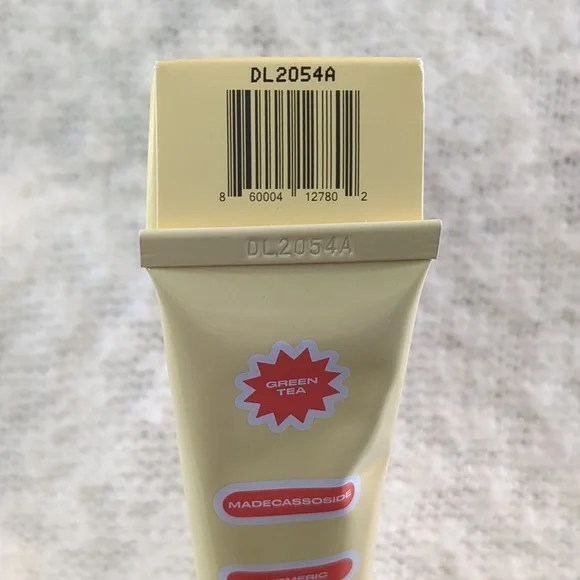 DL2054A
8 60004 12780 2
DL2054A
GREEN
TEA
MADECASSOSIDE